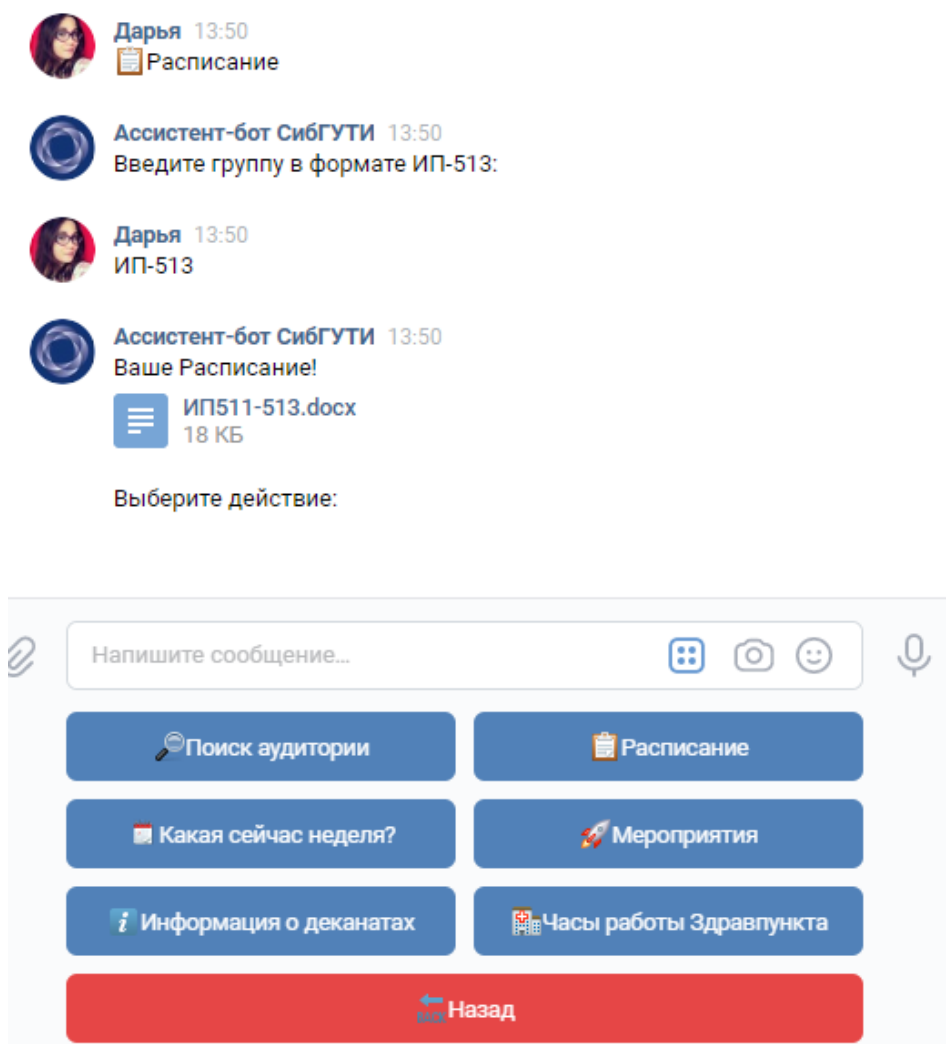 Дарья 13:50
📋Расписание
Ассистент-бот СибГУТИ 13:50
Введите группу в формате ИП-513:
Дарья 13:50
ИП-513
Ассистент-бот СибГУТИ 13:50
Ваше Расписание!
ИП511-513.docx
18 КБ
Выберите действие:
Напишите сообщение...
🔎Поиск аудитории
📋Расписание
📅Какая сейчас неделя?
🚀Мероприятия
ℹ️Информация о деканатах
🏥Часы работы Здравпункта
🔙Назад